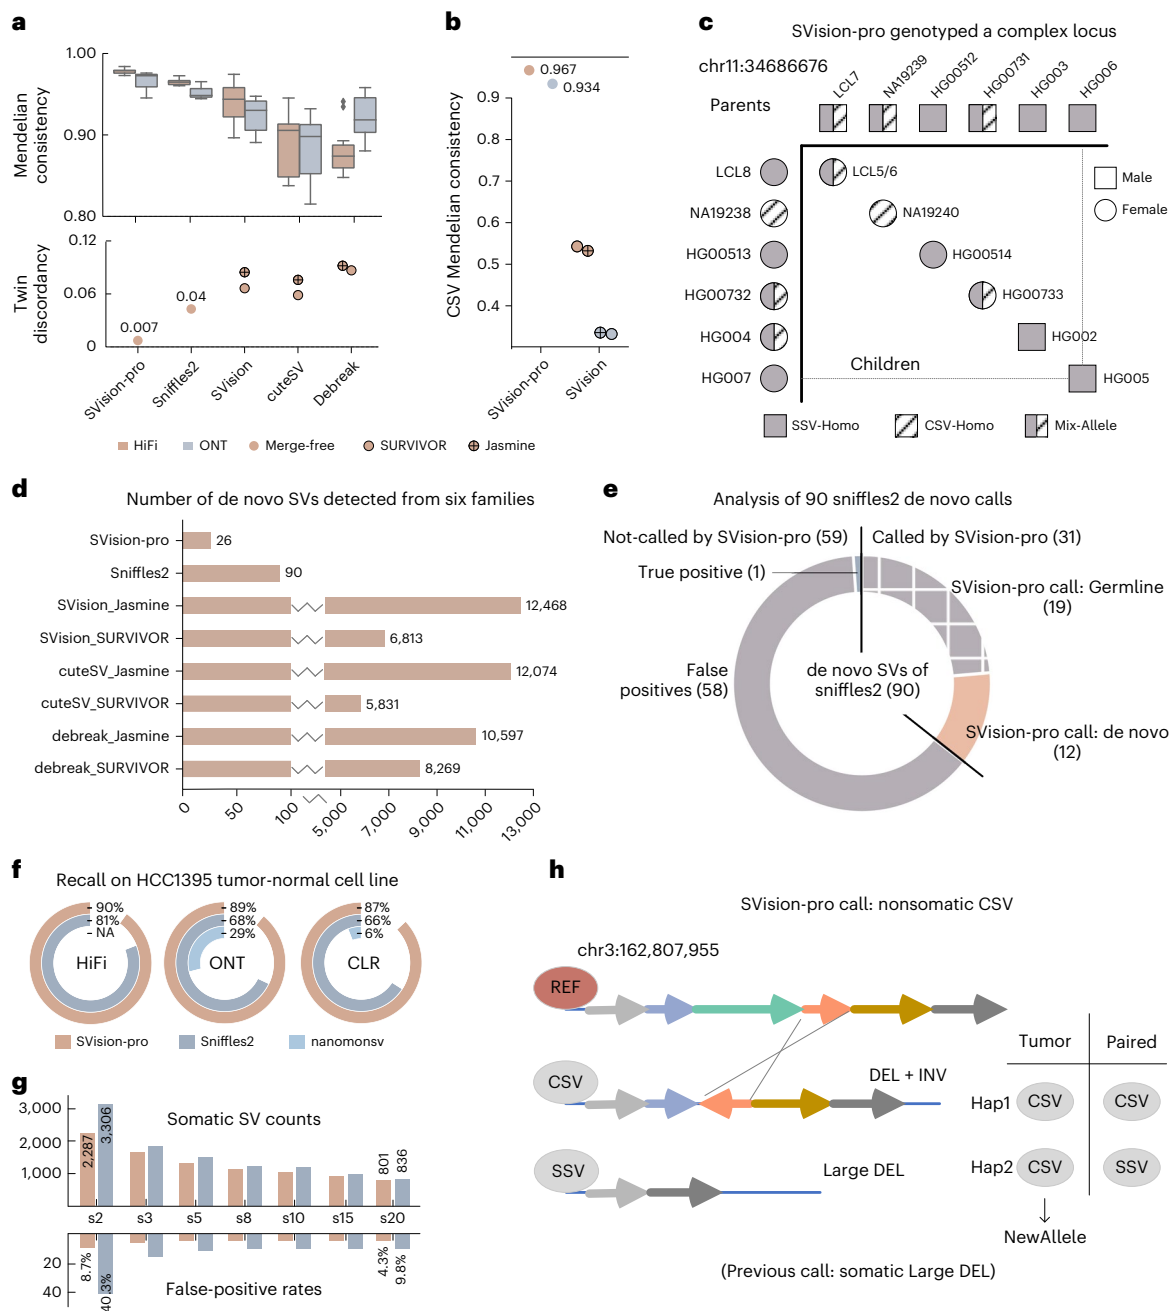 a
1.00
0.90
0.80
Mendelian
consistency
0.12
0.06
0
Twin
discordancy
0.007
0.04
SVision-pro
Sniffles2
SVision
cuteSV
Debreak
HiFi
ONT
Merge-free
SURVIVOR
Jasmine
b
CSV Mendelian consistency
0.9
0.8
0.7
0.6
0.5
0.4
0.967
0.934
SVision-pro
SVision
c
SVision-pro genotyped a complex locus
chr11:34686676
Parents
LCL7
NA19239
HG00512
HG00731
HG003
HG006
LCL8
LCL5/6
NA19238
NA19240
HG00513
HG00514
HG00732
HG00733
HG004
HG002
HG007
HG005
Children
Male
Female
SSV-Homo
CSV-Homo
Mix-Allele
d
Number of de novo SVs detected from six families
SVision-pro
26
Sniffles2
90
SVision_Jasmine
12,468
SVision_SURVIVOR
6,813
cuteSV_Jasmine
12,074
cuteSV_SURVIVOR
5,831
debreak_Jasmine
10,597
debreak_SURVIVOR
8,269
0
50
100
5,000
7,000
9,000
11,000
13,000
e
Analysis of 90 sniffles2 de novo calls
Not-called by SVision-pro (59)
Called by SVision-pro (31)
True positive (1)
SVision-pro call: Germline
(19)
False
positives (58)
de novo SVs of
sniffles2 (90)
SVision-pro call: de novo
(12)
f
Recall on HCC1395 tumor-normal cell line
90%
81%
NA
HiFi
89%
68%
29%
ONT
87%
66%
6%
CLR
SVision-pro
Sniffles2
nanomonsv
g
Somatic SV counts
3,000
2,000
1,000
2,287
3,306
801
836
s2
s3
s5
s8
s10
s15
s20
20
40
8.7%
40.3%
4.3%
9.8%
False-positive rates
h
SVision-pro call: nonsomatic CSV
chr3:162,807,955
REF
CSV
DEL + INV
SSV
Large DEL
Tumor
Paired
Hap1
CSV
CSV
Hap2
CSV
SSV
NewAllele
(Previous call: somatic Large DEL)